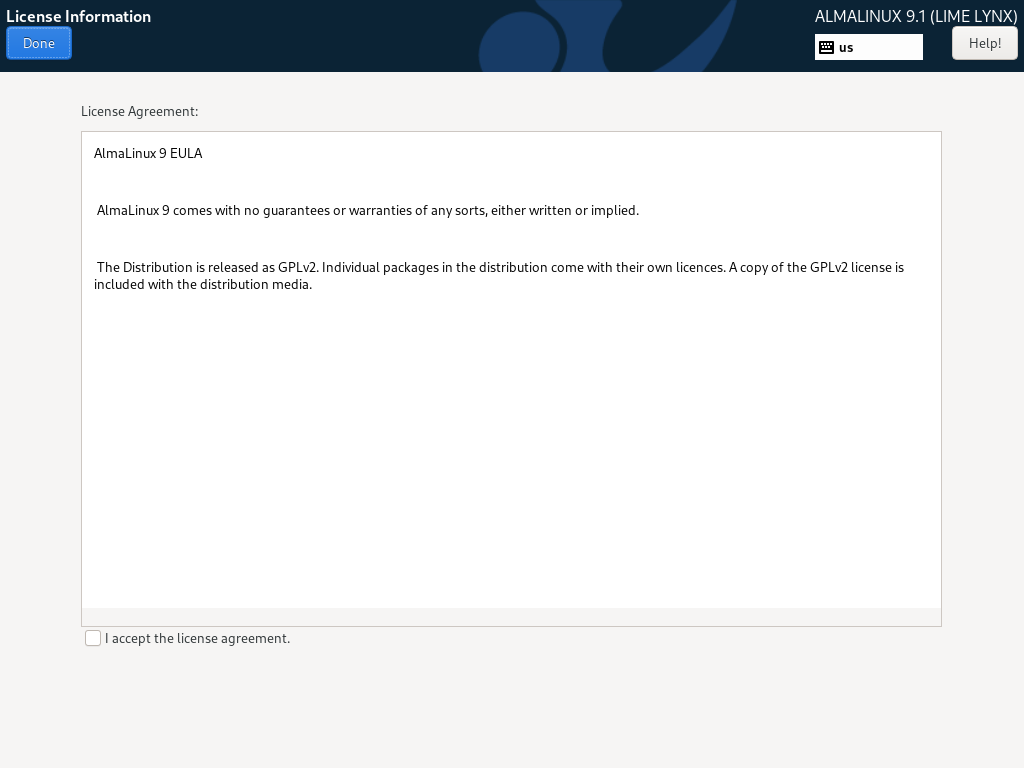 License Information
ALMALINUX 9.1 (LIME LYNX)
Done
us
Help!
License Agreement:
AlmaLinux 9 EULA
AlmaLinux 9 comes with no guarantees or warranties of any sorts, either written or implied.
The Distribution is released as GPLv2. Individual packages in the distribution come with their own licences. A copy of the GPLv2 license is
included with the distribution media.
I accept the license agreement.